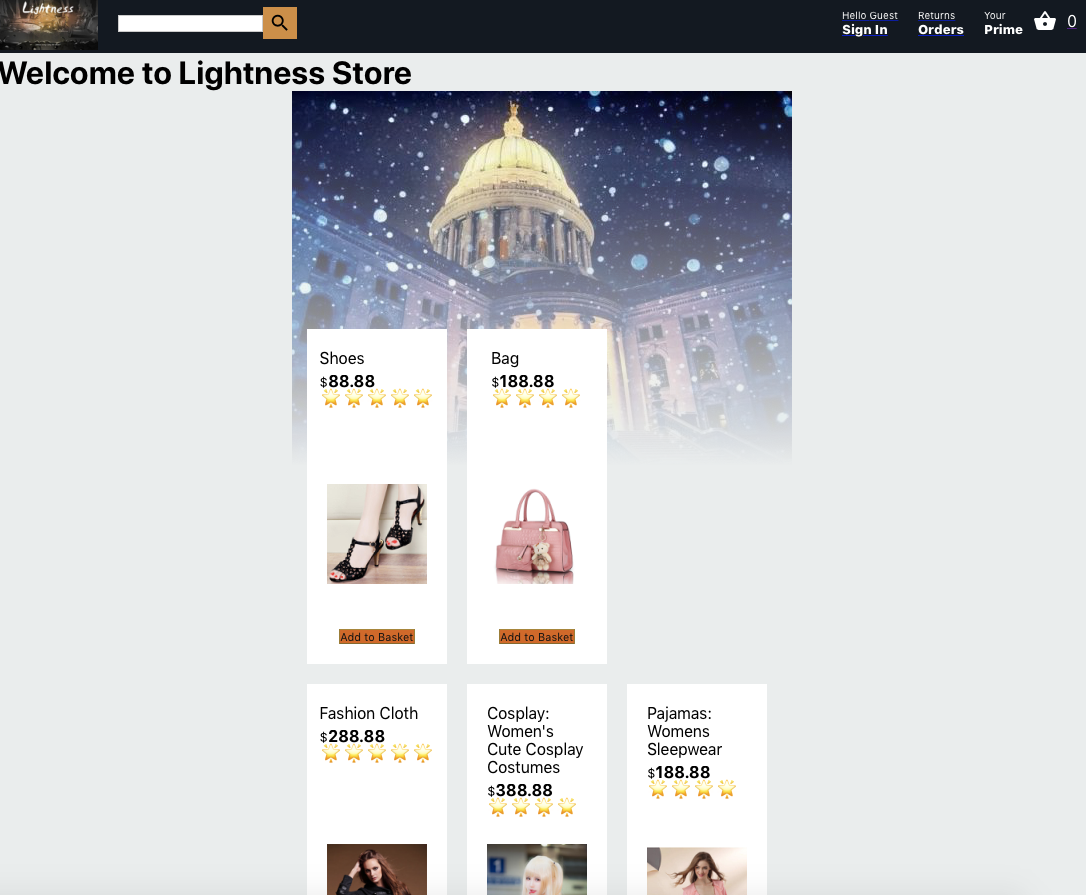 Lightness
Hello Guest
Sign In
Returns
Orders
Your
Prime
0
Welcome to Lightness Store
Shoes
$88.88
Bag
$188.88
Add to Basket
Add to Basket
Fashion Cloth
$288.88
Cosplay:
Women's
Cute Cosplay
Costumes
$388.88
Pajamas:
Womens
Sleepwear
$188.88
1